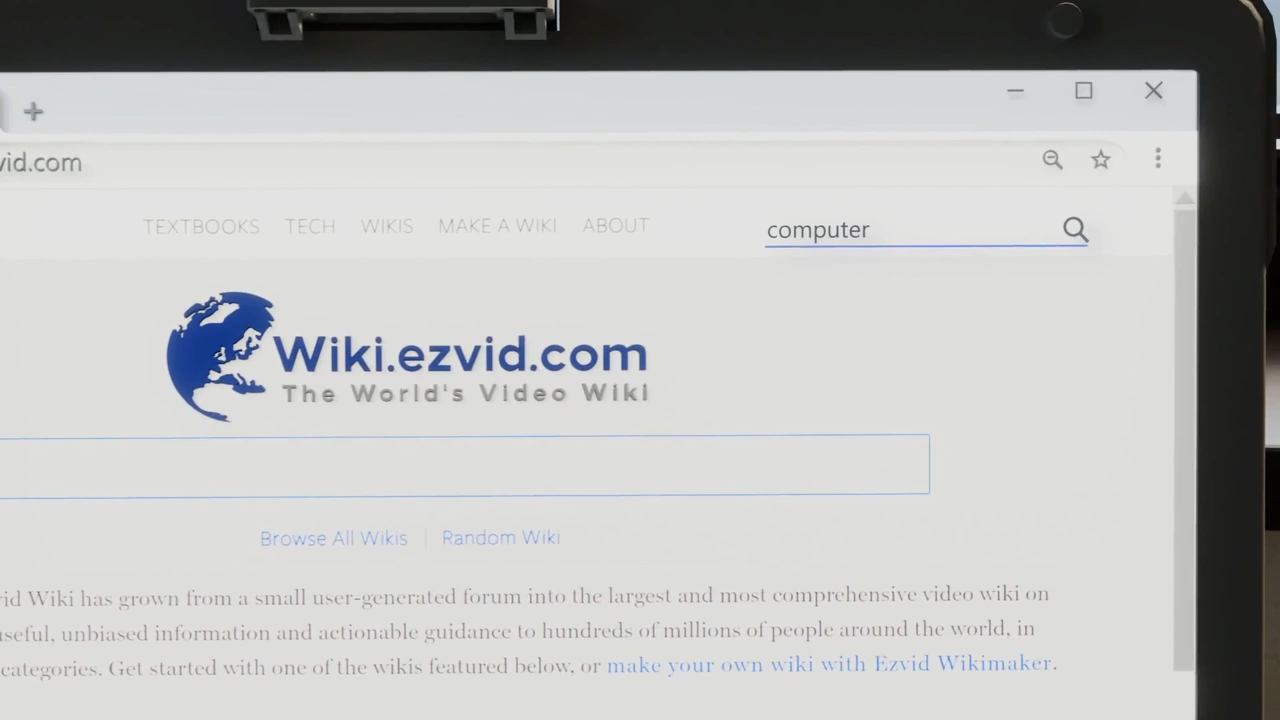 vid.com
TEXTBOOKS TECH WIKIS MAKE A WIKI ABOUT
computer
Wiki.ezvid.com
The World's Video Wiki
Browse All Wikis | Random Wiki
vid Wiki has grown from a small user-generated forum into the largest and most comprehensive video wiki on
useful, unbiased information and actionable guidance to hundreds of millions of people around the world, in
categories. Get started with one of the wikis featured below, or make your own wiki with Ezvid Wikimaker.